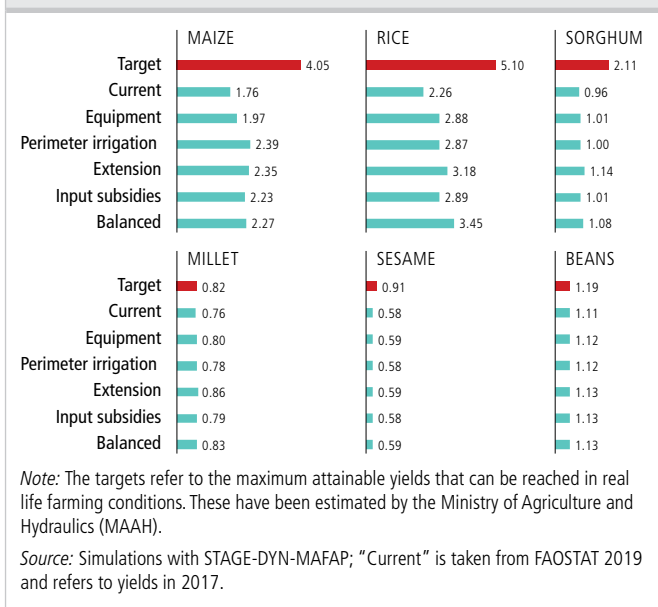 MAIZE RICE SORGHUM
Target 4.05 5.10 2.11
Current 1.76 2.26 0.96
Equipment 1.97 2.88 1.01
Perimeter irrigation 2.39 2.87 1.00
Extension 2.35 3.18 1.14
Input subsidies 2.23 2.89 1.01
Balanced 2.27 3.45 1.08
MILLET SESAME BEANS
Target 0.82 0.91 1.19
Current 0.76 0.58 1.11
Equipment 0.80 0.59 1.12
Perimeter irrigation 0.78 0.58 1.12
Extension 0.86 0.59 1.13
Input subsidies 0.79 0.58 1.13
Balanced 0.83 0.59 1.13
Note: The targets refer to the maximum attainable yields that can be reached in real
life farming conditions. These have been estimated by the Ministry of Agriculture and
Hydraulics (MAAH).
Source: Simulations with STAGE-DYN-MAFAP; "Current" is taken from FAOSTAT 2019
and refers to yields in 2017.